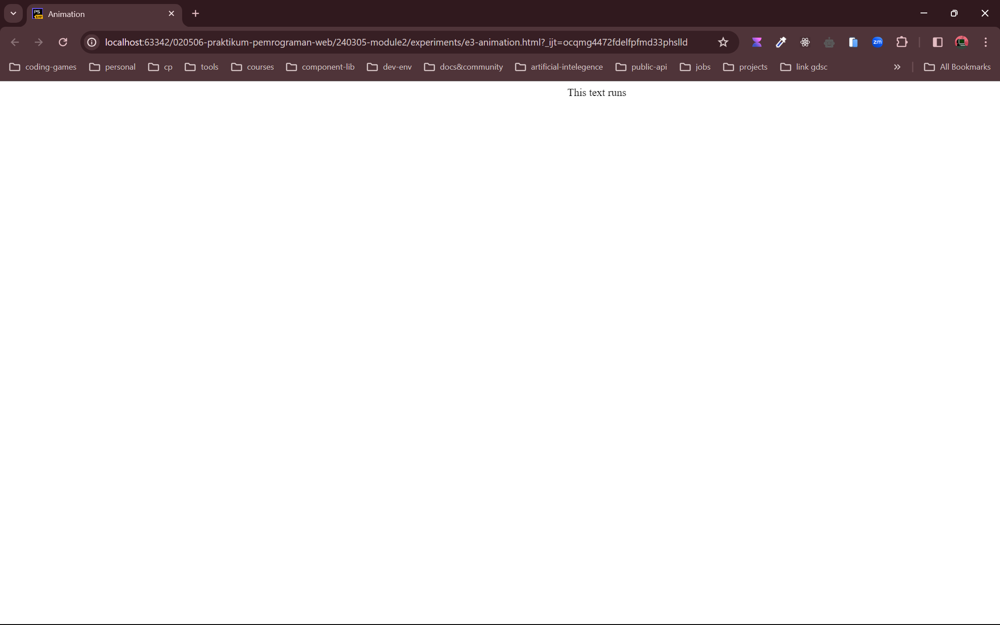 Animation
localhost:63342/020506-praktikum-pemrograman-web/240305-module2/experiments/e3-animation.html?_ijt=ocqmg4472fdelfpfmd33phslld
zm
coding-games personal cp tools courses component-lib dev-env docs&community artificial-intelegence public-api jobs projects link gdsc All Bookmarks
This text runs